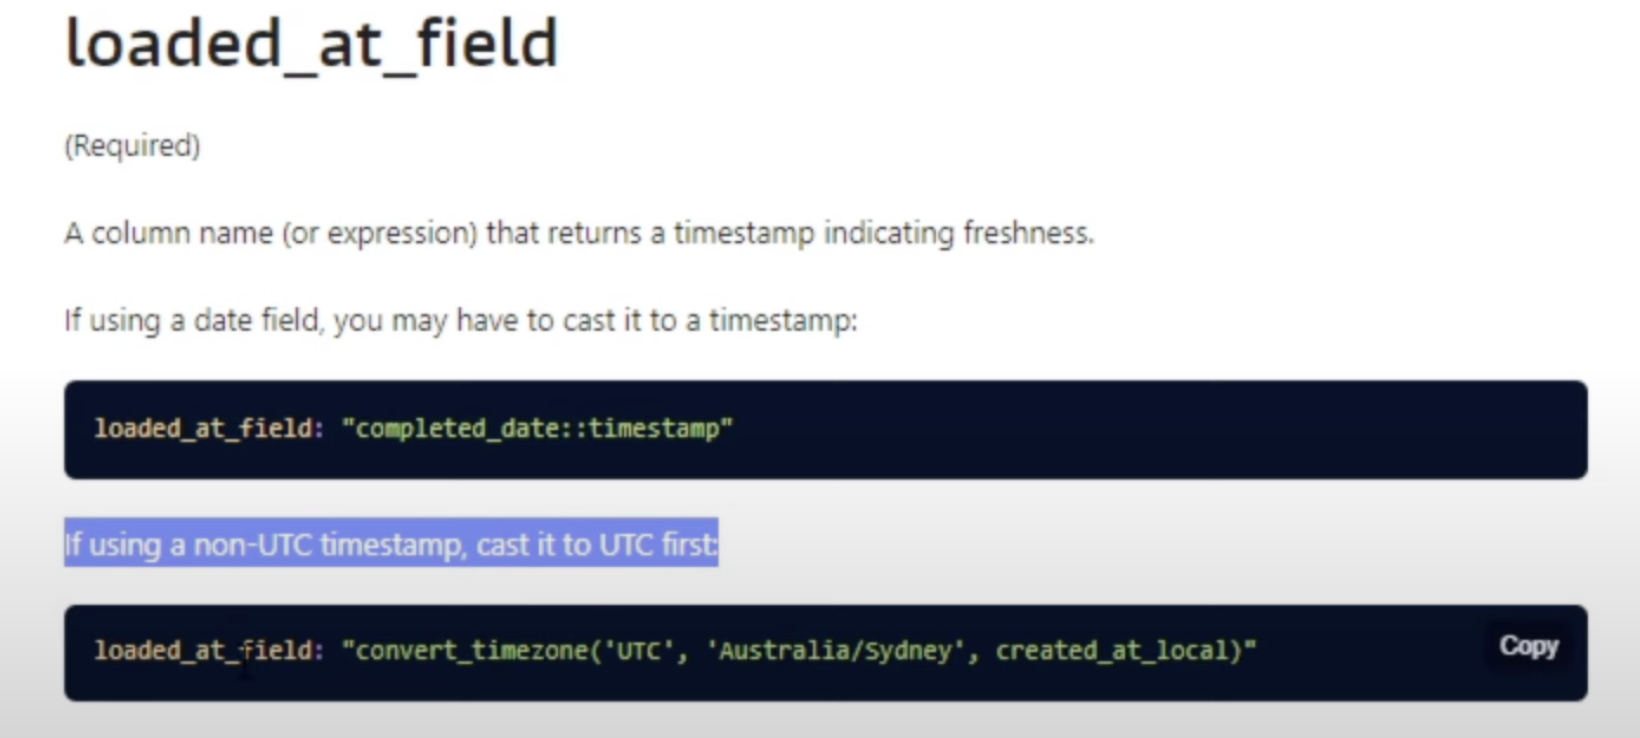 loaded_at_field
(Required)
A column name (or expression) that returns a timestamp indicating freshness.
If using a date field, you may have to cast it to a timestamp:
loaded_at_field: "completed_date::timestamp"
If using a non-UTC timestamp, cast it to UTC first:
loaded_at_field: "convert_timezone('UTC', 'Australia/Sydney', created_at_local)"
Copy